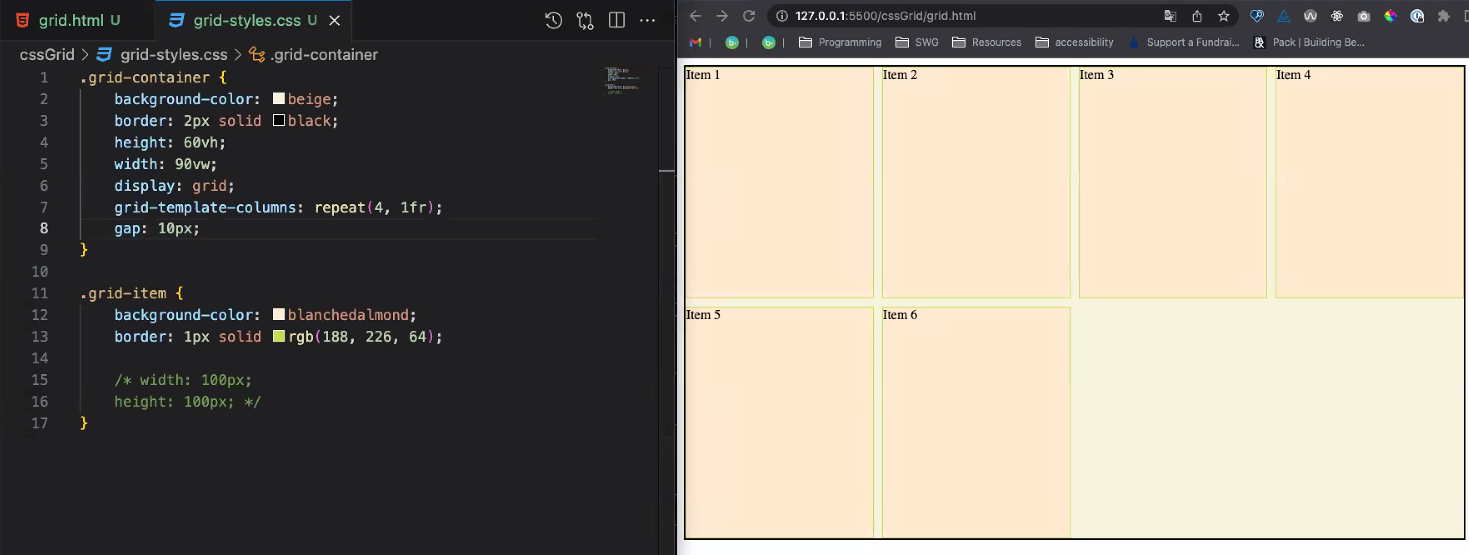 grid.html U
grid-styles.css U
cssGrid > grid-styles.css > .grid-container
1 .grid-container {
2 background-color: beige;
3 border: 2px solid black;
4 height: 60vh;
5 width: 90vw;
6 display: grid;
7 grid-template-columns: repeat(4, 1fr);
8 gap: 10px;
9 }
10
11 .grid-item {
12 background-color: blanchedalmond;
13 border: 1px solid rgb(188, 226, 64);
14
15 /* width: 100px;
16 height: 100px; */
17 }
127.0.0.1:5500/cssGrid/grid.html
Programming SWG Resources accessibility Support a Fundrai... Pack | Building Be...
Item 1 Item 2 Item 3 Item 4
Item 5 Item 6